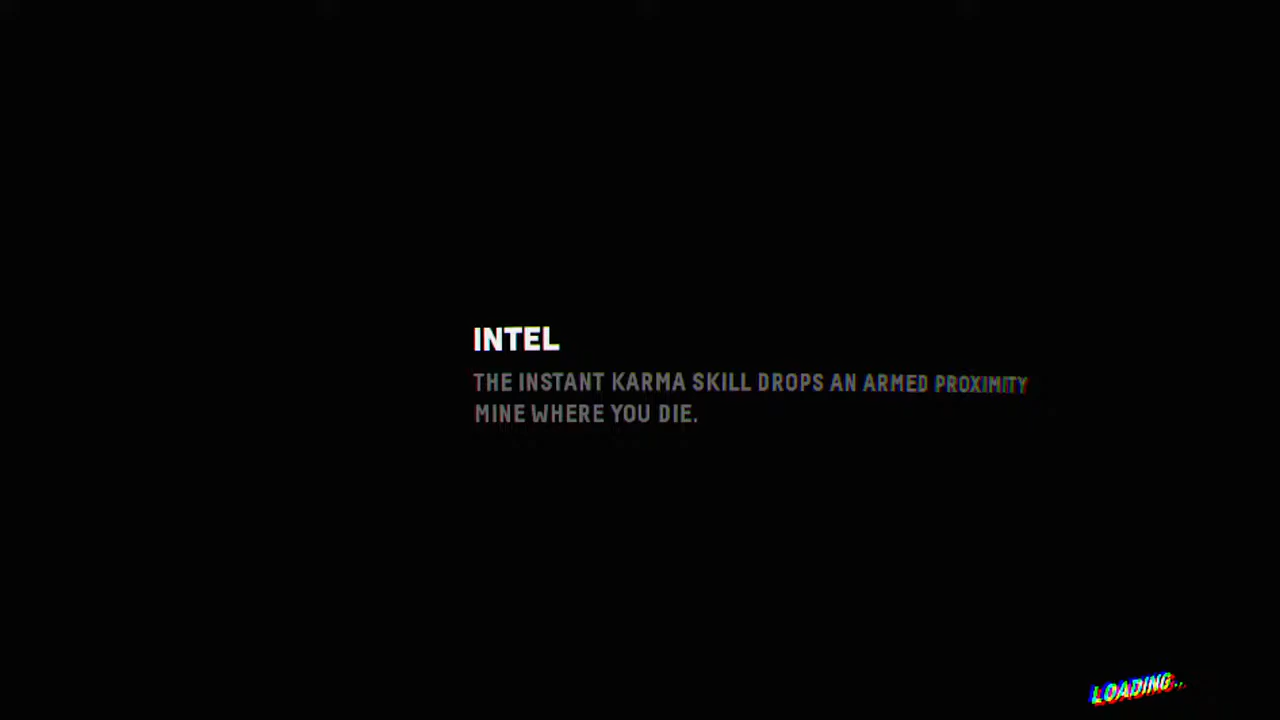 INTEL
THE INSTANT KARMA SKILL DROPS AN ARMED PROXIMITY
MINE WHERE YOU DIE.
LOADING..